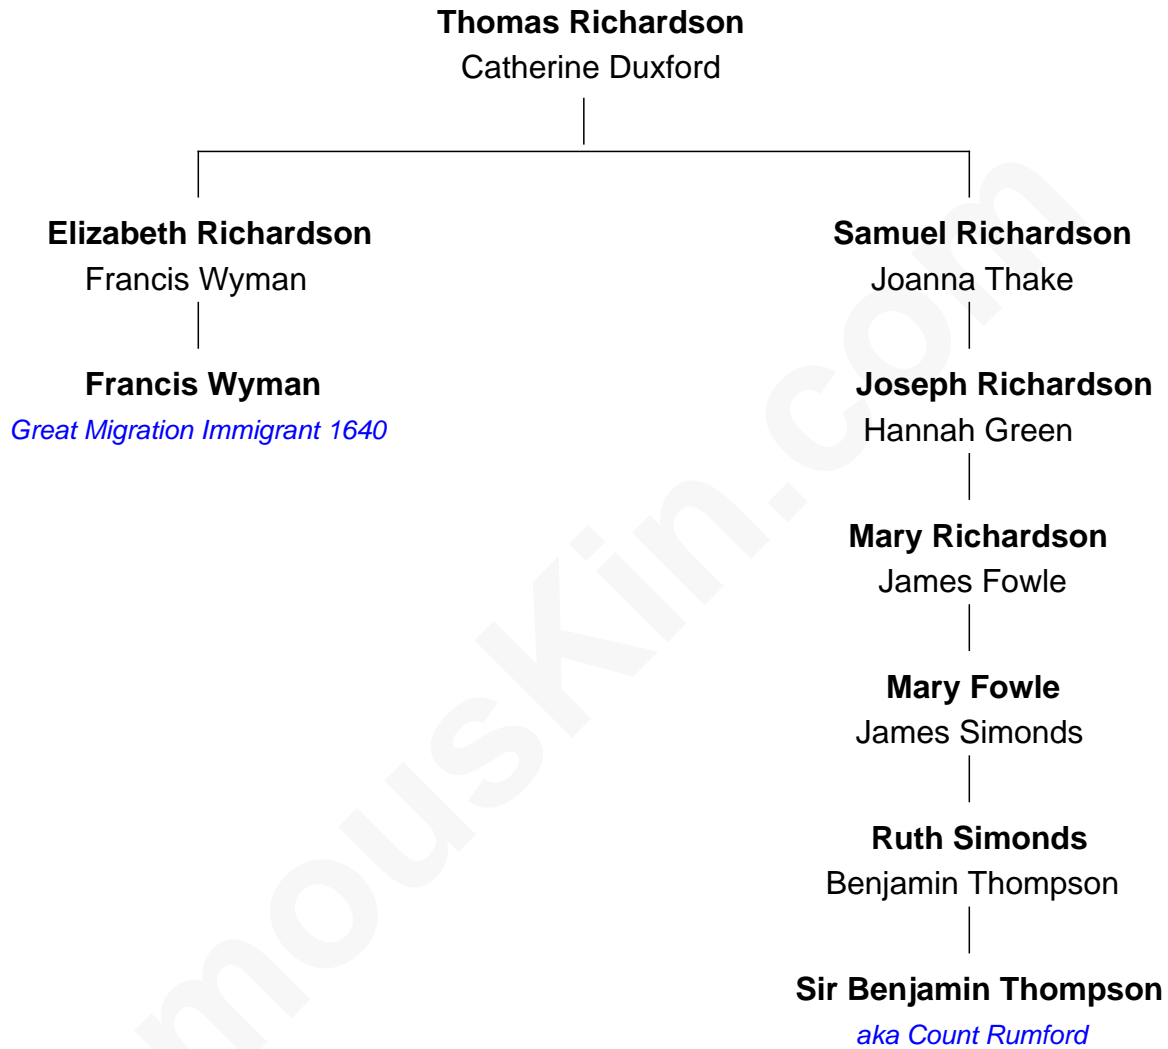 Thomas Richardson
Catherine Duxford
Elizabeth Richardson
Francis Wyman
Francis Wyman
Great Migration Immigrant 1640
Samuel Richardson
Joanna Thake
Joseph Richardson
Hannah Green
Mary Richardson
James Fowle
Mary Fowle
James Simonds
Ruth Simonds
Benjamin Thompson
Sir Benjamin Thompson
aka Count Rumford
mousKin.com